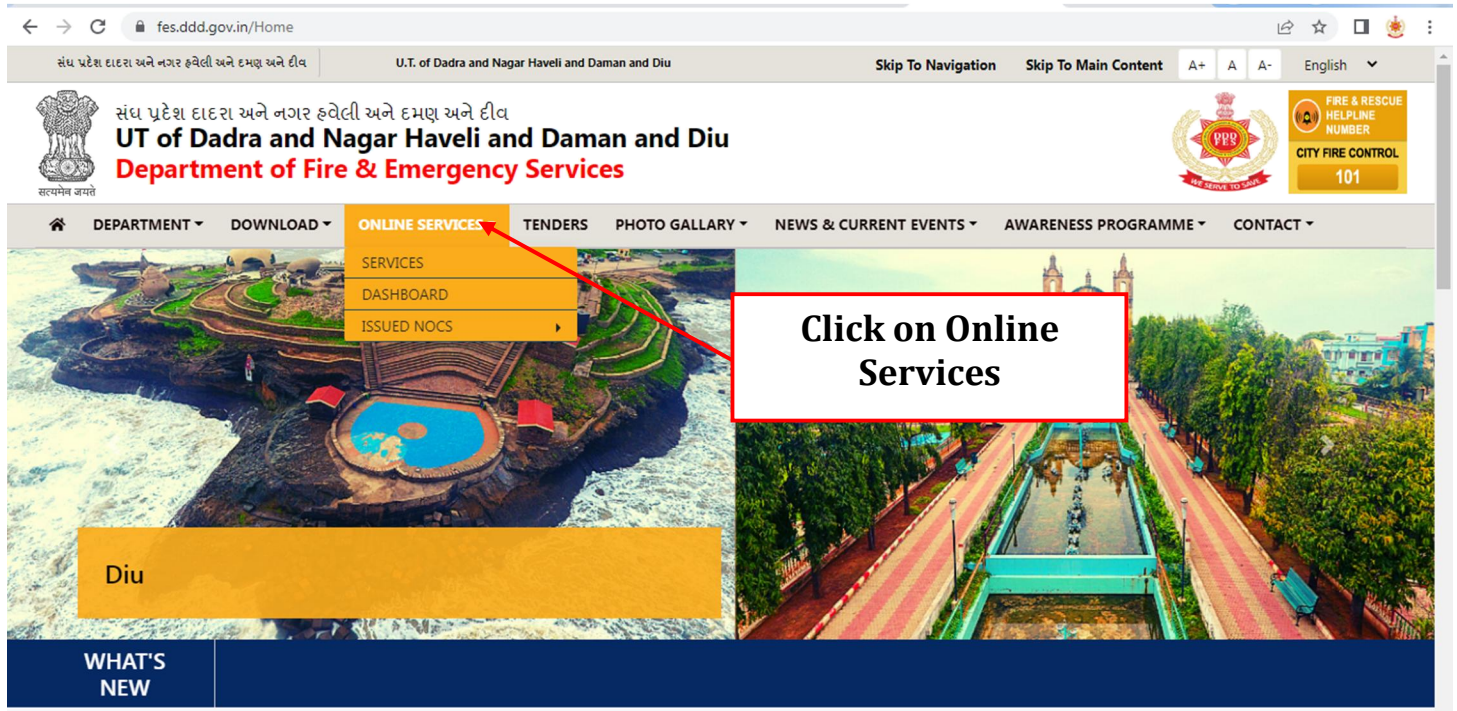 fes.ddd.gov.in/Home
સંઘ પ્રદેશ દાદરા અને નગર હવેલી અને દમણ અને દીવ
U.T. of Dadra and Nagar Haveli and Daman and Diu
Skip To Navigation
Skip To Main Content
A+ A A-
English
સંઘ પ્રદેશ દાદરા અને નગર હવેલી અને દમણ અને દીવ
UT of Dadra and Nagar Haveli and Daman and Diu
Department of Fire & Emergency Services
सत्यमेव जयते
FES
WE SERVE TO SAVE
FIRE & RESCUE
HELPLINE
NUMBER
CITY FIRE CONTROL
101
DEPARTMENT DOWNLOAD ONLINE SERVICES TENDERS PHOTO GALLARY NEWS & CURRENT EVENTS AWARENESS PROGRAMME CONTACT
SERVICES
DASHBOARD
ISSUED NOCS
Click on Online
Services
Diu
WHAT'S
NEW